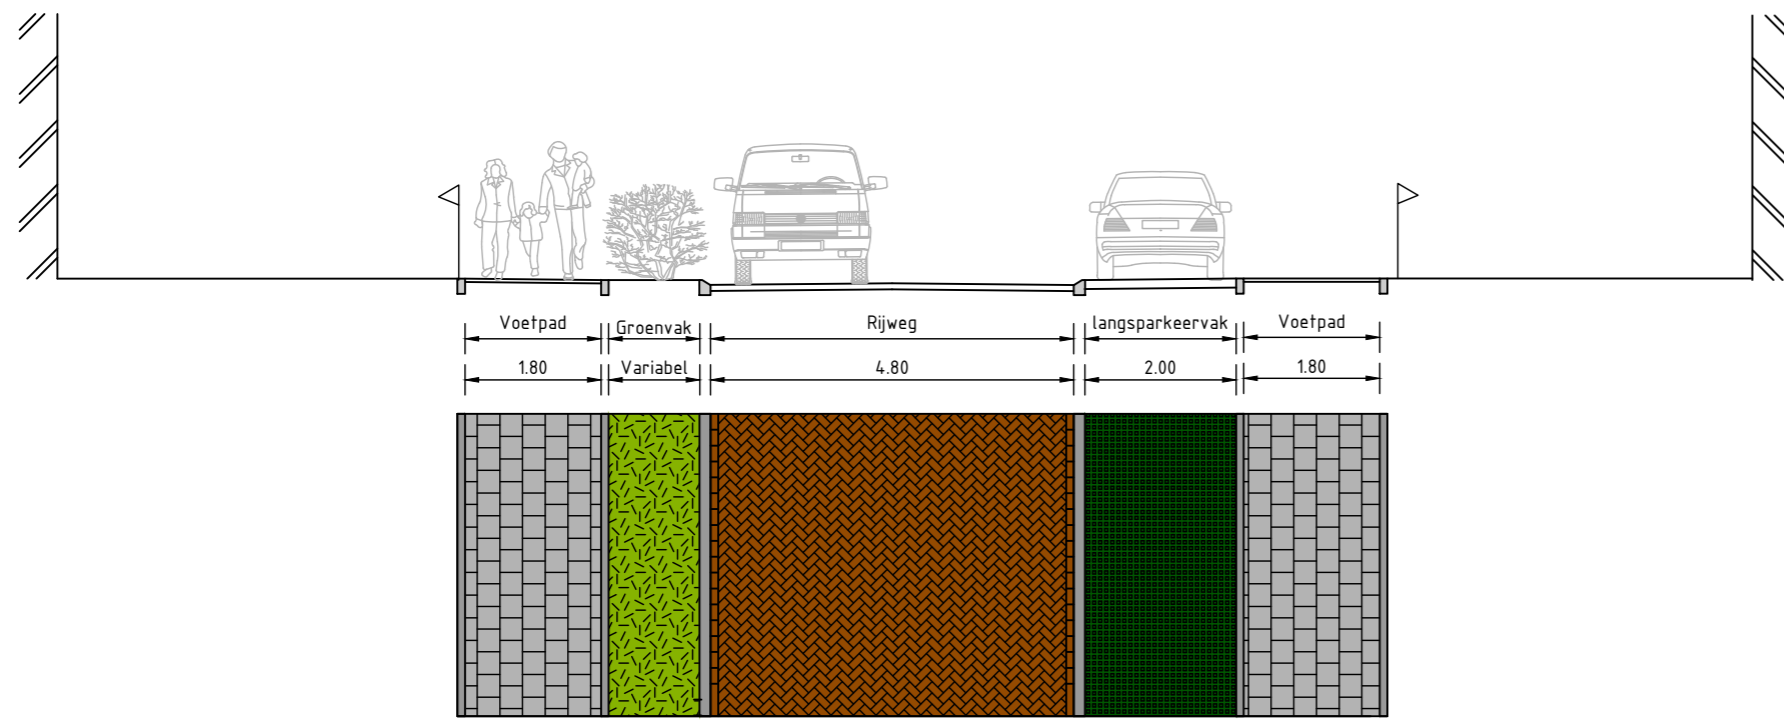 Voetpad Groenvak Rijweg langsparkeervak Voetpad
1.80 Variabel 4.80 2.00 1.80